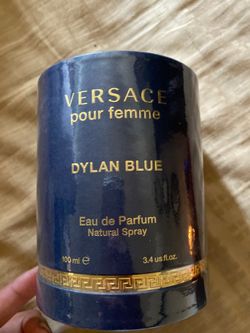 VERSACE
pour femme
DYLAN BLUE
Eau de Parfum
Natural Spray
100 ml ℮ 3.4 us.fl.oz.